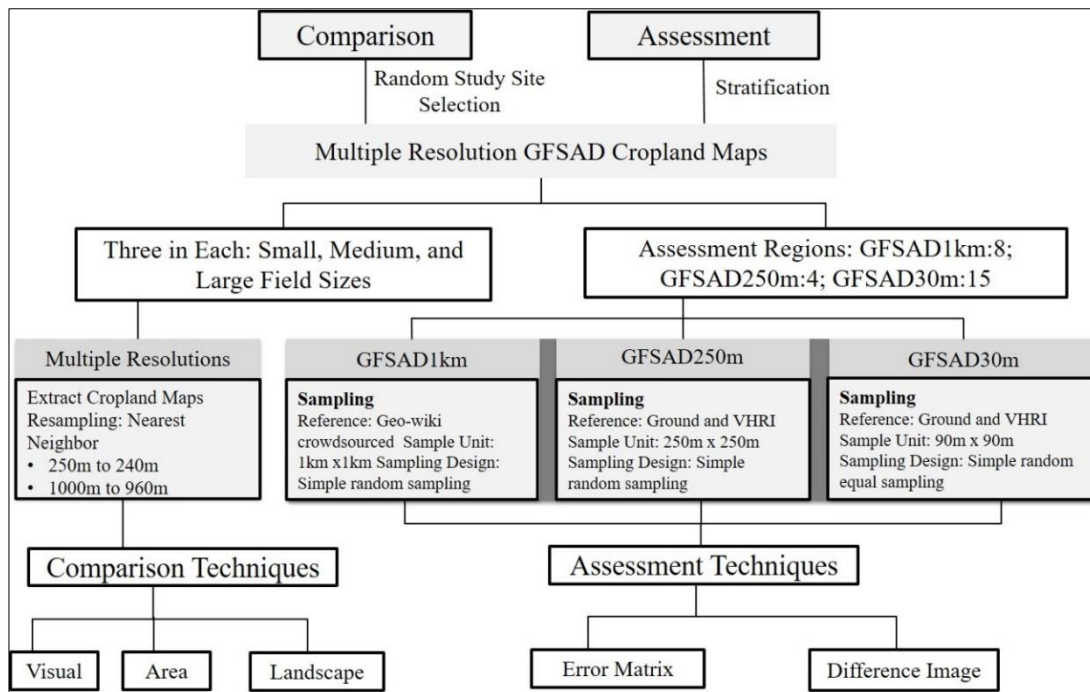 Comparison
Assessment
Random Study Site
Selection
Stratification
Multiple Resolution GFSAD Cropland Maps
Three in Each: Small, Medium, and
Large Field Sizes
Assessment Regions: GFSAD1km:8;
GFSAD250m:4; GFSAD30m:15
Multiple Resolutions
Extract Cropland Maps
Resampling: Nearest
Neighbor
• 250m to 240m
• 1000m to 960m
GFSAD1km
Sampling
Reference: Geo-wiki
crowdsourced Sample Unit:
1km x1km Sampling Design:
Simple random sampling
GFSAD250m
Sampling
Reference: Ground and VHRI
Sample Unit: 250m x 250m
Sampling Design: Simple
random sampling
GFSAD30m
Sampling
Reference: Ground and VHRI
Sample Unit: 90m x 90m
Sampling Design: Simple random
equal sampling
Comparison Techniques
Assessment Techniques
Visual
Area
Landscape
Error Matrix
Difference Image